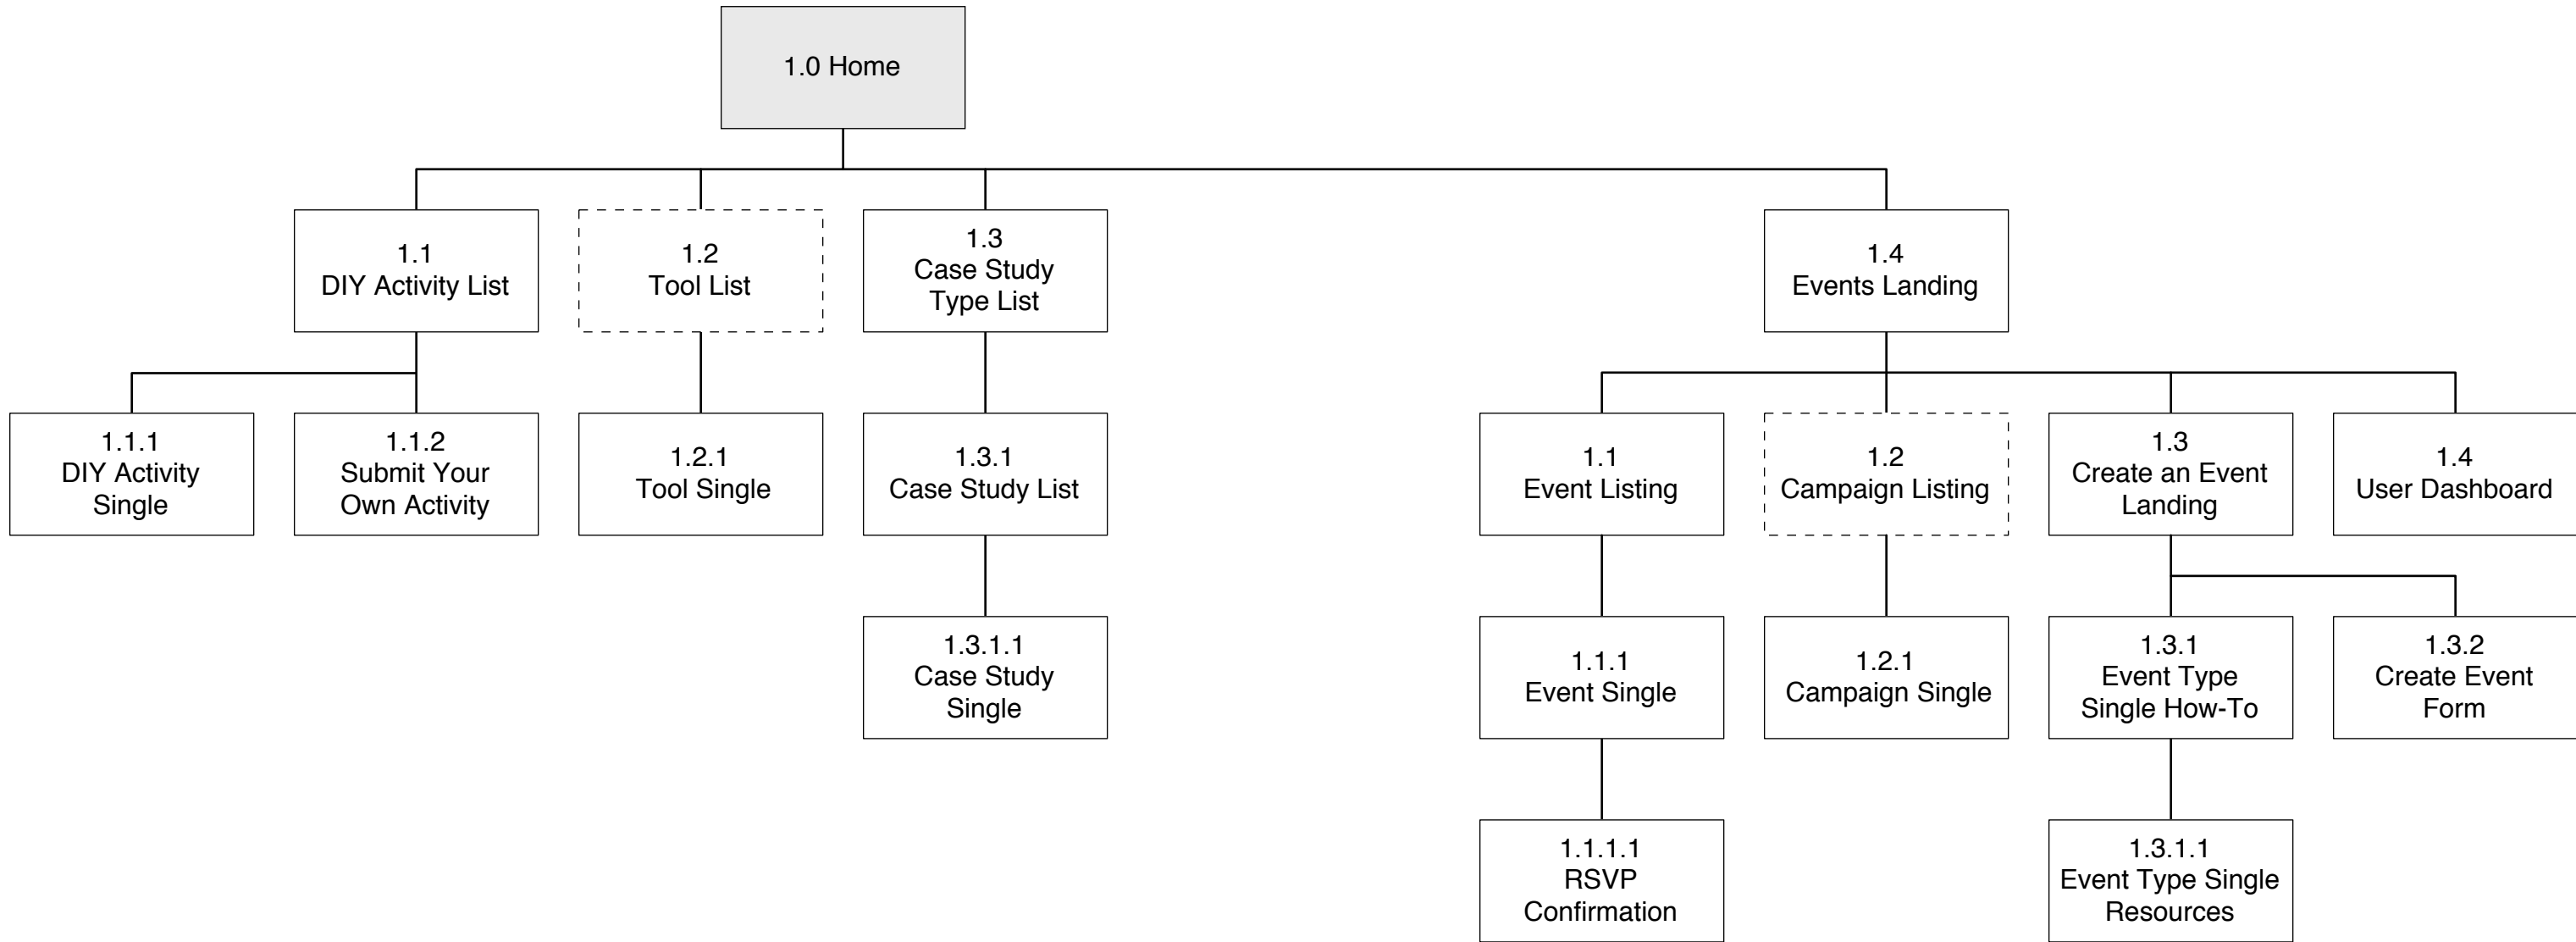 1.0 Home
1.1
DIY Activity List
1.2
Tool List
1.3
Case Study
Type List
1.4
Events Landing
1.1.1
DIY Activity
Single
1.1.2
Submit Your
Own Activity
1.2.1
Tool Single
1.3.1
Case Study List
1.1
Event Listing
1.2
Campaign Listing
1.3
Create an Event
Landing
1.4
User Dashboard
1.3.1.1
Case Study
Single
1.1.1
Event Single
1.2.1
Campaign Single
1.3.1
Event Type
Single How-To
1.3.2
Create Event
Form
1.1.1.1
RSVP
Confirmation
1.3.1.1
Event Type Single
Resources